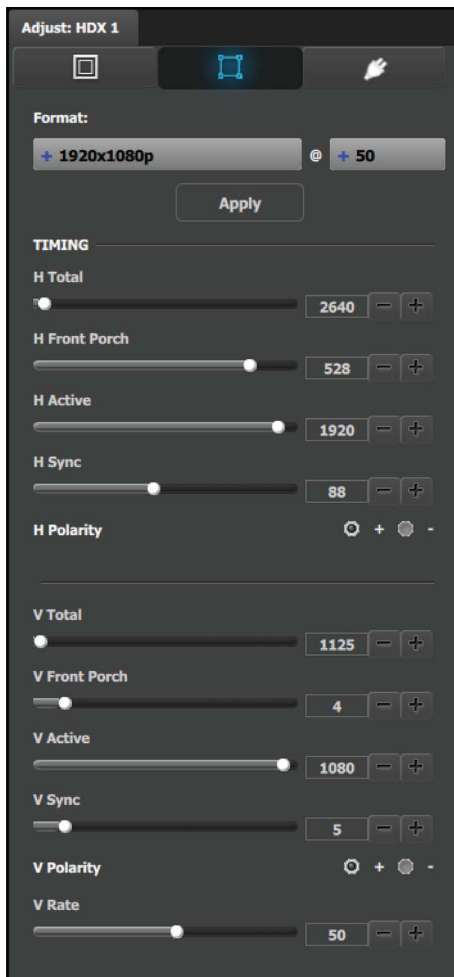 Adjust: HDX 1
Format:
+ 1920x1080p @ + 50
Apply
TIMING
H Total
2640 - +
H Front Porch
528 - +
H Active
1920 - +
H Sync
88 - +
H Polarity + -
V Total
1125 - +
V Front Porch
4 - +
V Active
1080 - +
V Sync
5 - +
V Polarity + -
V Rate
50 - +